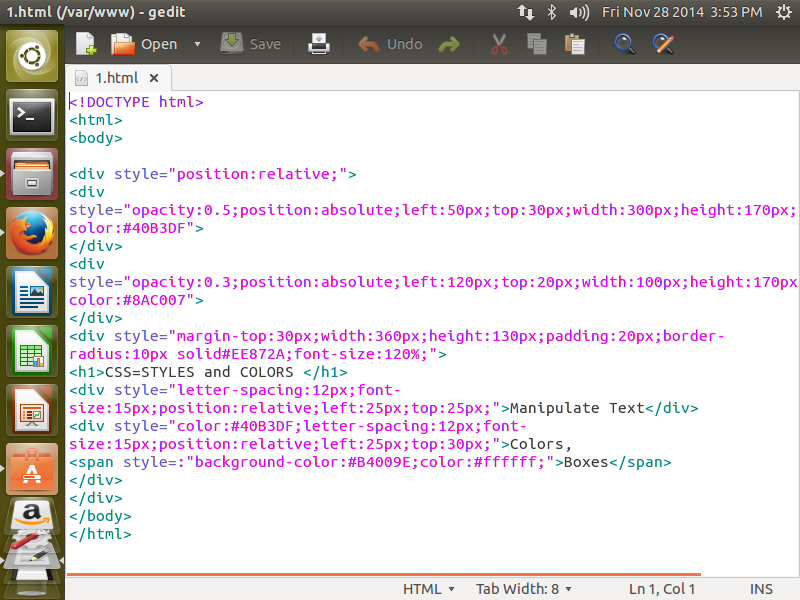 1.html (/var/www) - gedit
Fri Nov 28 2014 3:53 PM
Open
Save
Undo
1.html
<!DOCTYPE html>
<html>
<body>
<div style="position:relative;">
<div
style="opacity:0.5;position:absolute;left:50px;top:30px;width:300px;height:170px;
color:#40B3DF">
</div>
<div
style="opacity:0.3;position:absolute;left:120px;top:20px;width:100px;height:170px
color:#8AC007">
</div>
<div style="margin-top:30px;width:360px;height:130px;padding:20px;border-
radius:10px solid#EE872A;font-size:120%;">
<h1>CSS=STYLES and COLORS </h1>
<div style="letter-spacing:12px;font-
size:15px;position:relative;left:25px;top:25px;">Manipulate Text</div>
<div style="color:#40B3DF;letter-spacing:12px;font-
size:15px;position:relative;left:25px;top:30px;">Colors,
<span style=:"background-color:#B4009E;color:#ffffff;">Boxes</span>
</div>
</div>
</body>
</html>
HTML
Tab Width: 8
Ln 1, Col 1
INS